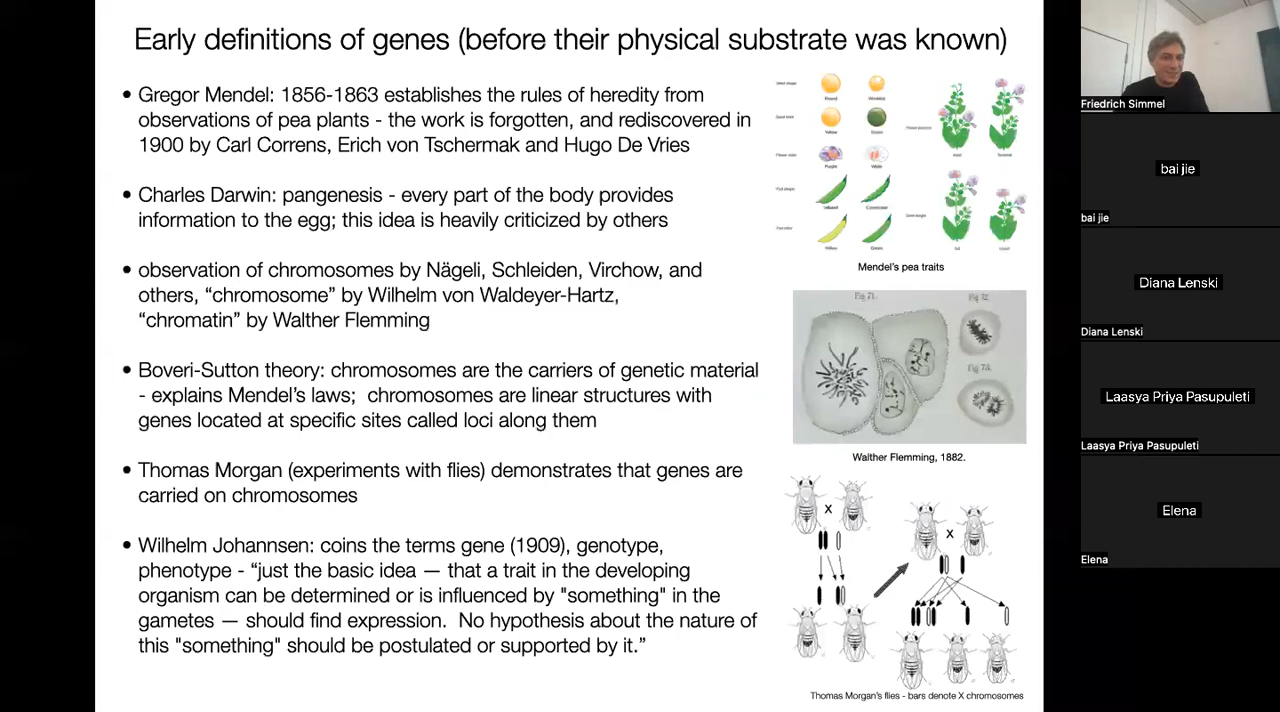 Early definitions of genes (before their physical substrate was known)
• Gregor Mendel: 1856-1863 establishes the rules of heredity from
observations of pea plants - the work is forgotten, and rediscovered in
1900 by Carl Correns, Erich von Tschermak and Hugo De Vries
• Charles Darwin: pangenesis - every part of the body provides
information to the egg; this idea is heavily criticized by others
• observation of chromosomes by Nägeli, Schleiden, Virchow, and
others, “chromosome” by Wilhelm von Waldeyer-Hartz,
“chromatin” by Walther Flemming
• Boveri-Sutton theory: chromosomes are the carriers of genetic material
- explains Mendel’s laws; chromosomes are linear structures with
genes located at specific sites called loci along them
• Thomas Morgan (experiments with flies) demonstrates that genes are
carried on chromosomes
• Wilhelm Johannsen: coins the terms gene (1909), genotype,
phenotype - “just the basic idea — that a trait in the developing
organism can be determined or is influenced by "something" in the
gametes — should find expression. No hypothesis about the nature of
this "something" should be postulated or supported by it.”
Round
Yellow
Purple
White
Yellow
Green
Mendel’s pea traits
Fig 71.
Walther Flemming, 1882.
X
X
Thomas Morgan’s flies - bars denote X chromosomes
Friedrich Simmel
bai jie
bai jie
Diana Lenski
Diana Lenski
Laasya Priya Pasupuleti
Laasya Priya Pasupuleti
Elena
Elena